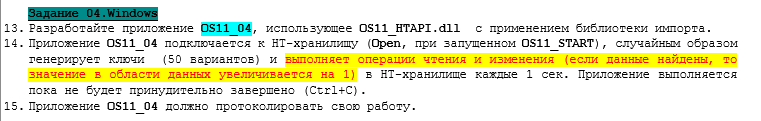 Задание 04.Windows
13. Разработайте приложение OS11_04, использующее OS11_HTAPI.dll с применением библиотеки импорта.
14. Приложение OS11_04 подключается к HT-хранилищу (Open, при запущенном OS11_START), случайным образом
генерирует ключи (50 вариантов) и выполняет операции чтения и изменения (если данные найдены, то
значение в области данных увеличивается на 1) в HT-хранилище каждые 1 сек. Приложение выполняется
пока не будет принудительно завершено (Ctrl+C).
15. Приложение OS11_04 должно протоколировать свою работу.